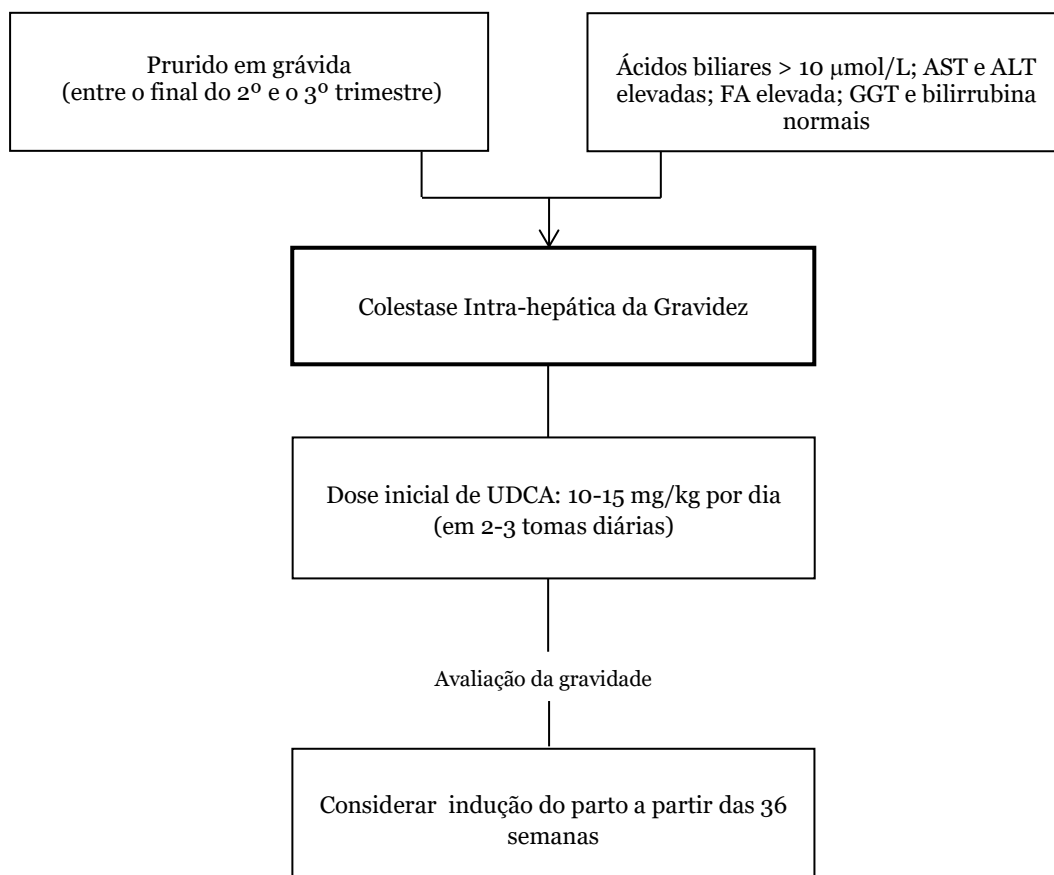 Prurido em grávida
(entre o final do 2º e o 3º trimestre)
Ácidos biliares > 10 μmol/L; AST e ALT
elevadas; FA elevada; GGT e bilirrubina
normais
Colestase Intra-hepática da Gravidez
Dose inicial de UDCA: 10-15 mg/kg por dia
(em 2-3 tomas diárias)
Avaliação da gravidade
Considerar indução do parto a partir das 36
semanas